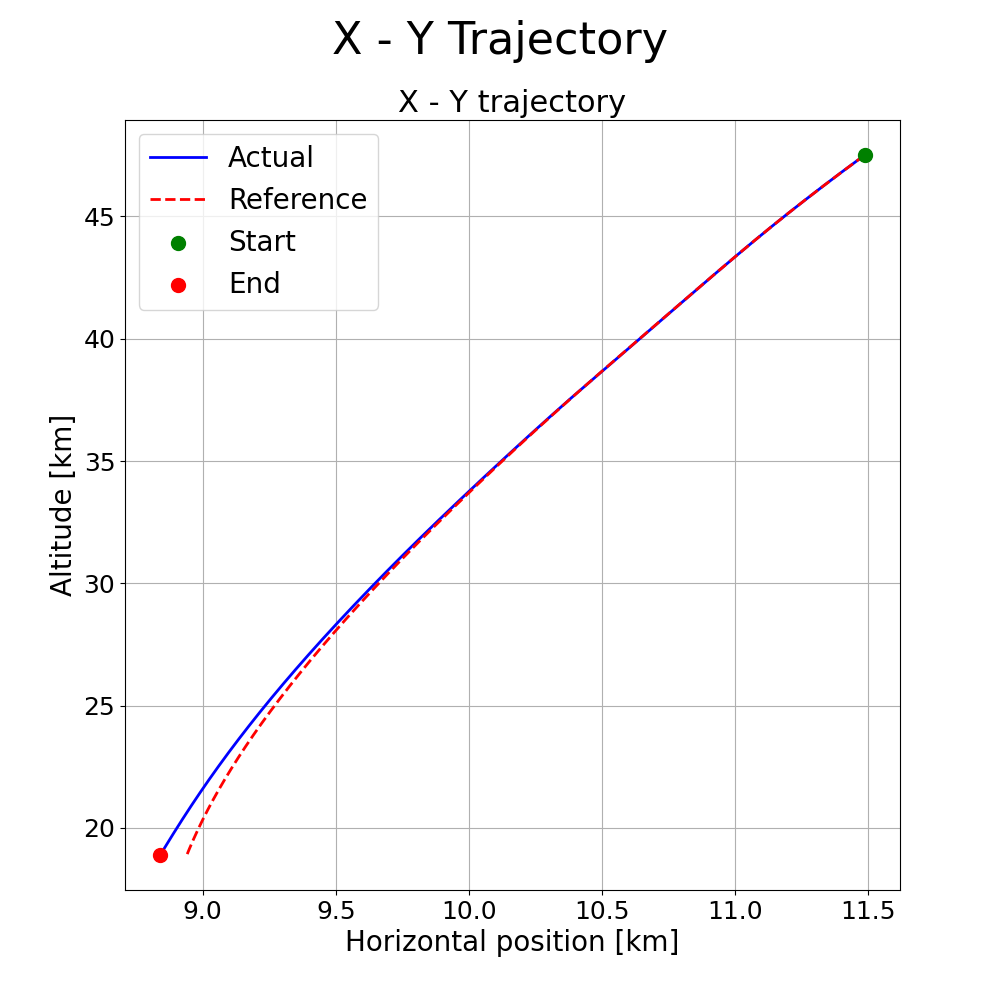 X - Y Trajectory
X - Y trajectory
Actual
Reference
Start
End
45
40
35
30
25
20
Altitude [km]
9.0 9.5 10.0 10.5 11.0 11.5
Horizontal position [km]